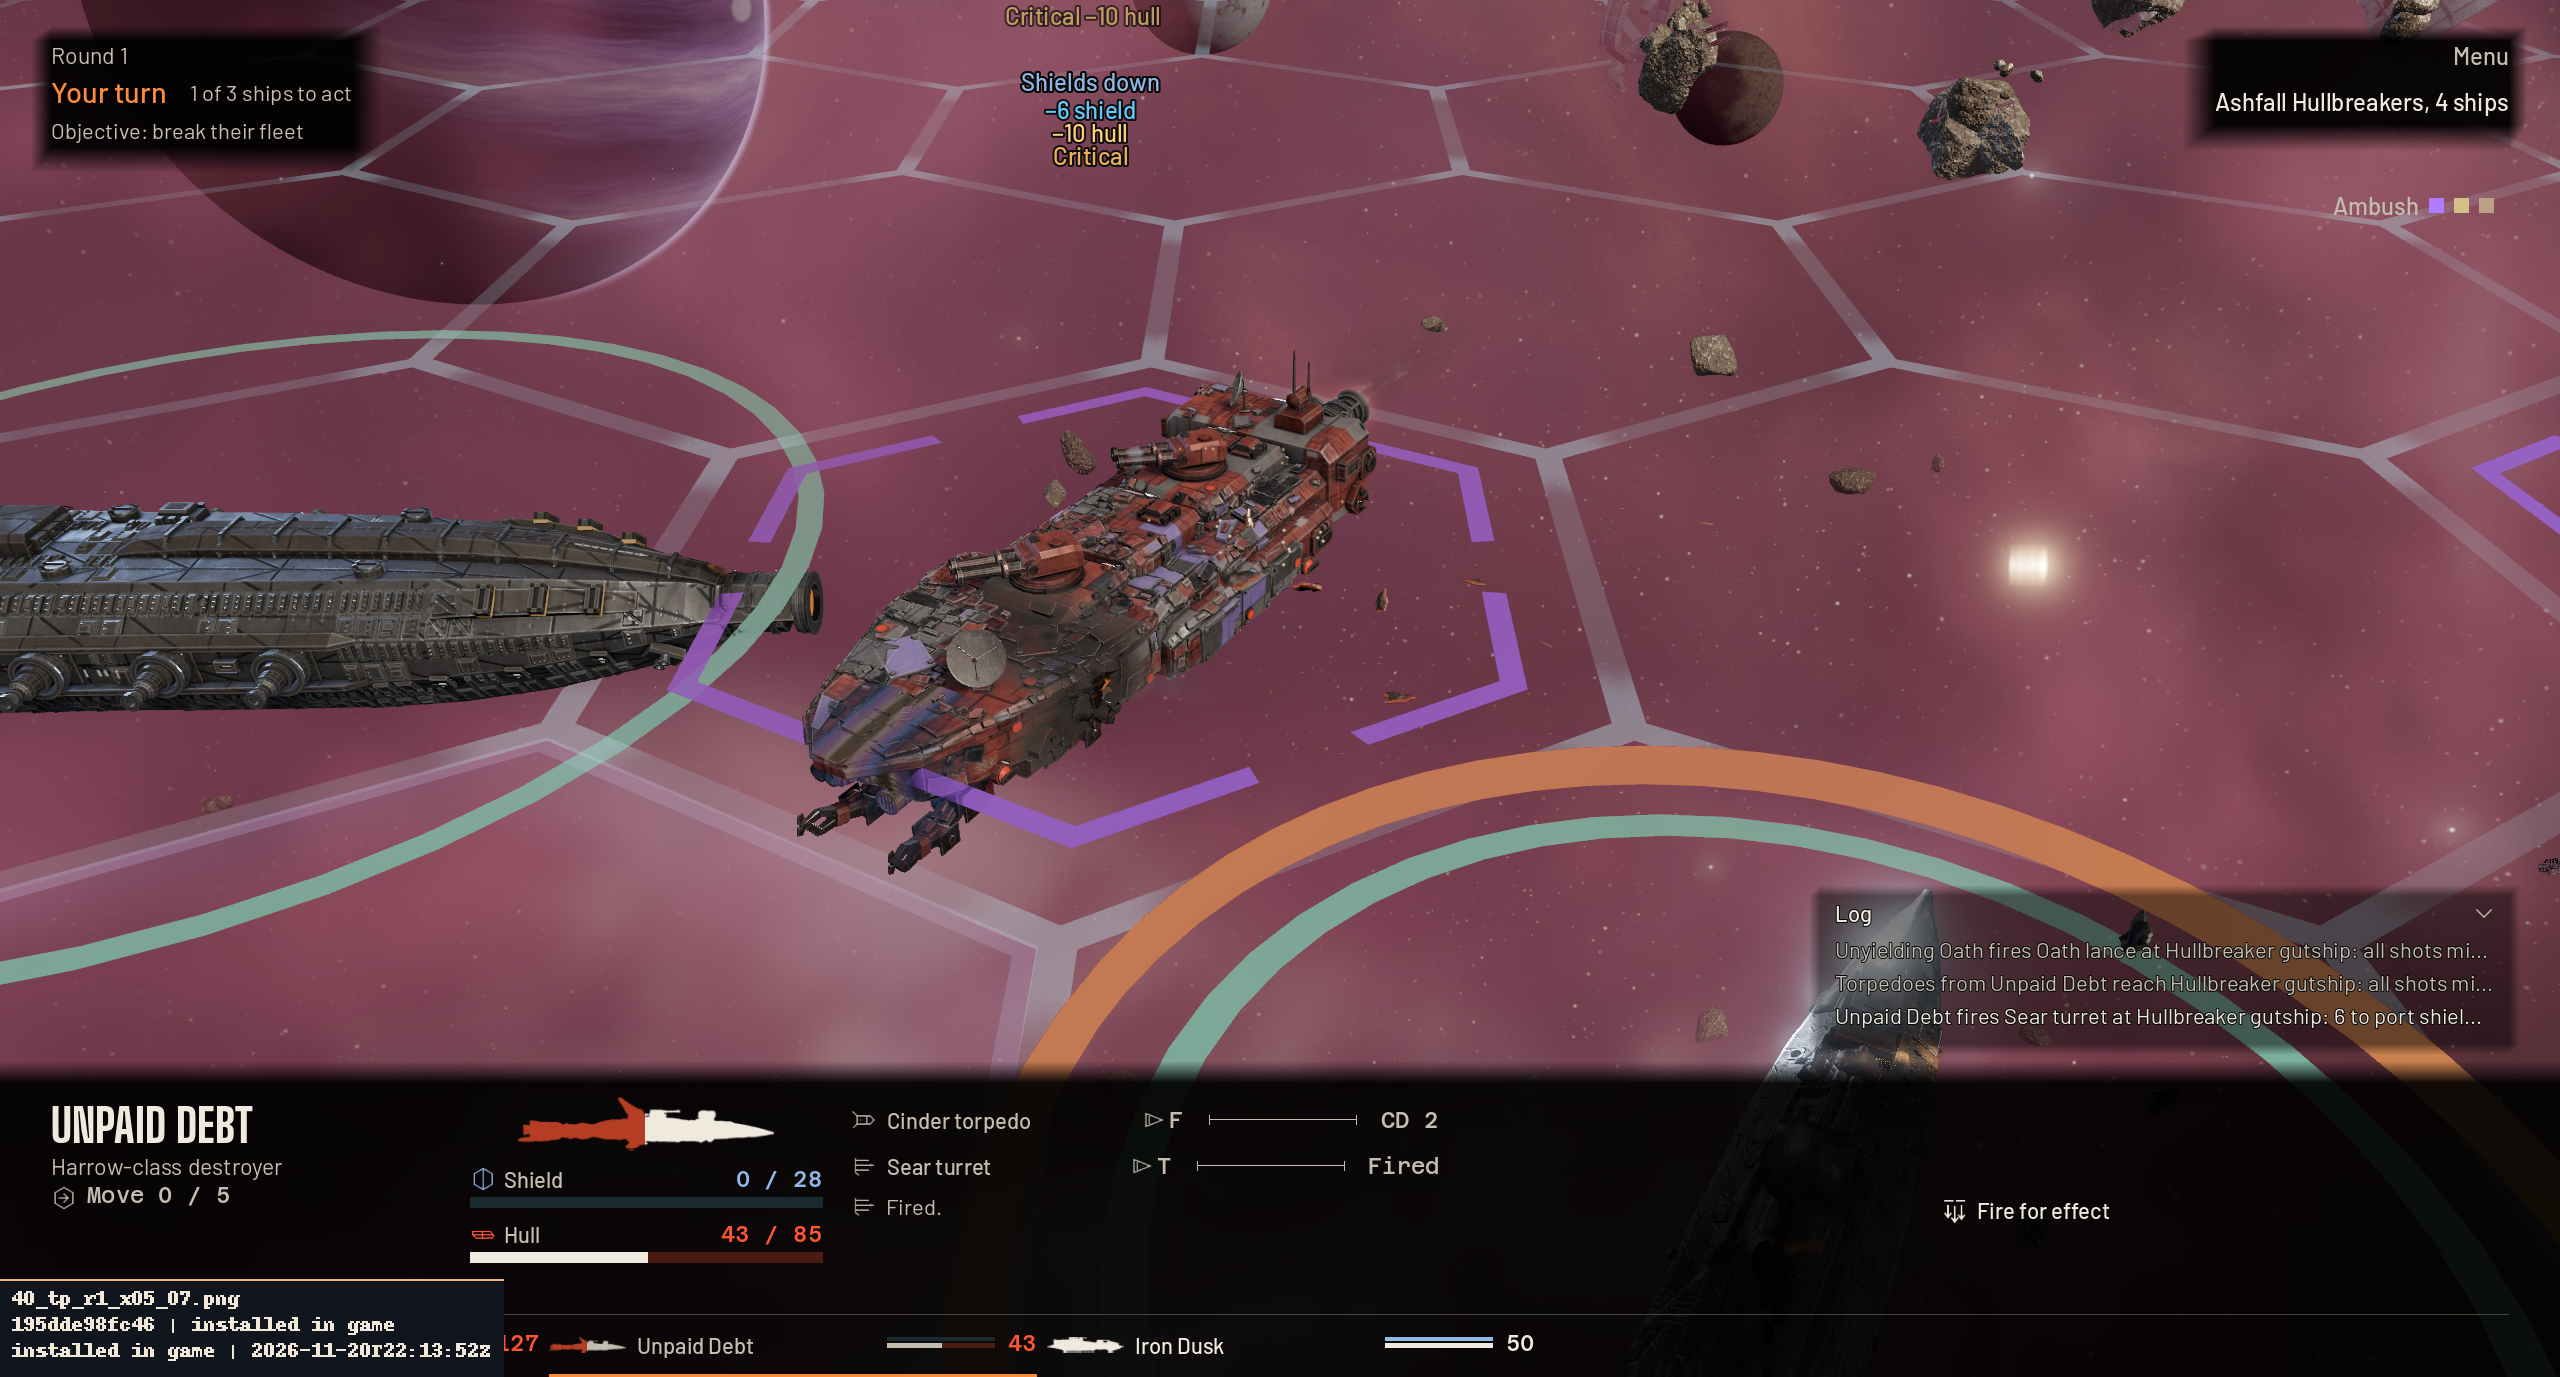 Critical -10 hull
Round 1
Your turn 1 of 3 ships to act
Objective: break their fleet
Shields down
-6 shield
-10 hull
Critical
Menu
Ashfall Hullbreakers, 4 ships
Ambush
Log
Unyielding Oath fires Oath lance at Hullbreaker gutship: all shots mi...
Torpedoes from Unpaid Debt reach Hullbreaker gutship: all shots mi...
Unpaid Debt fires Sear turret at Hullbreaker gutship: 6 to port shiel...
UNPAID DEBT
Harrow-class destroyer
Move 0 / 5
Shield 0 / 28
Hull 43 / 85
Cinder torpedo F CD 2
Sear turret T Fired
Fired.
Fire for effect
40_tp_r1_x05_07.png
195dde98fc46 | installed in game
installed in game | 2026-11-20T22:13:52Z
127 Unpaid Debt 43 Iron Dusk 50